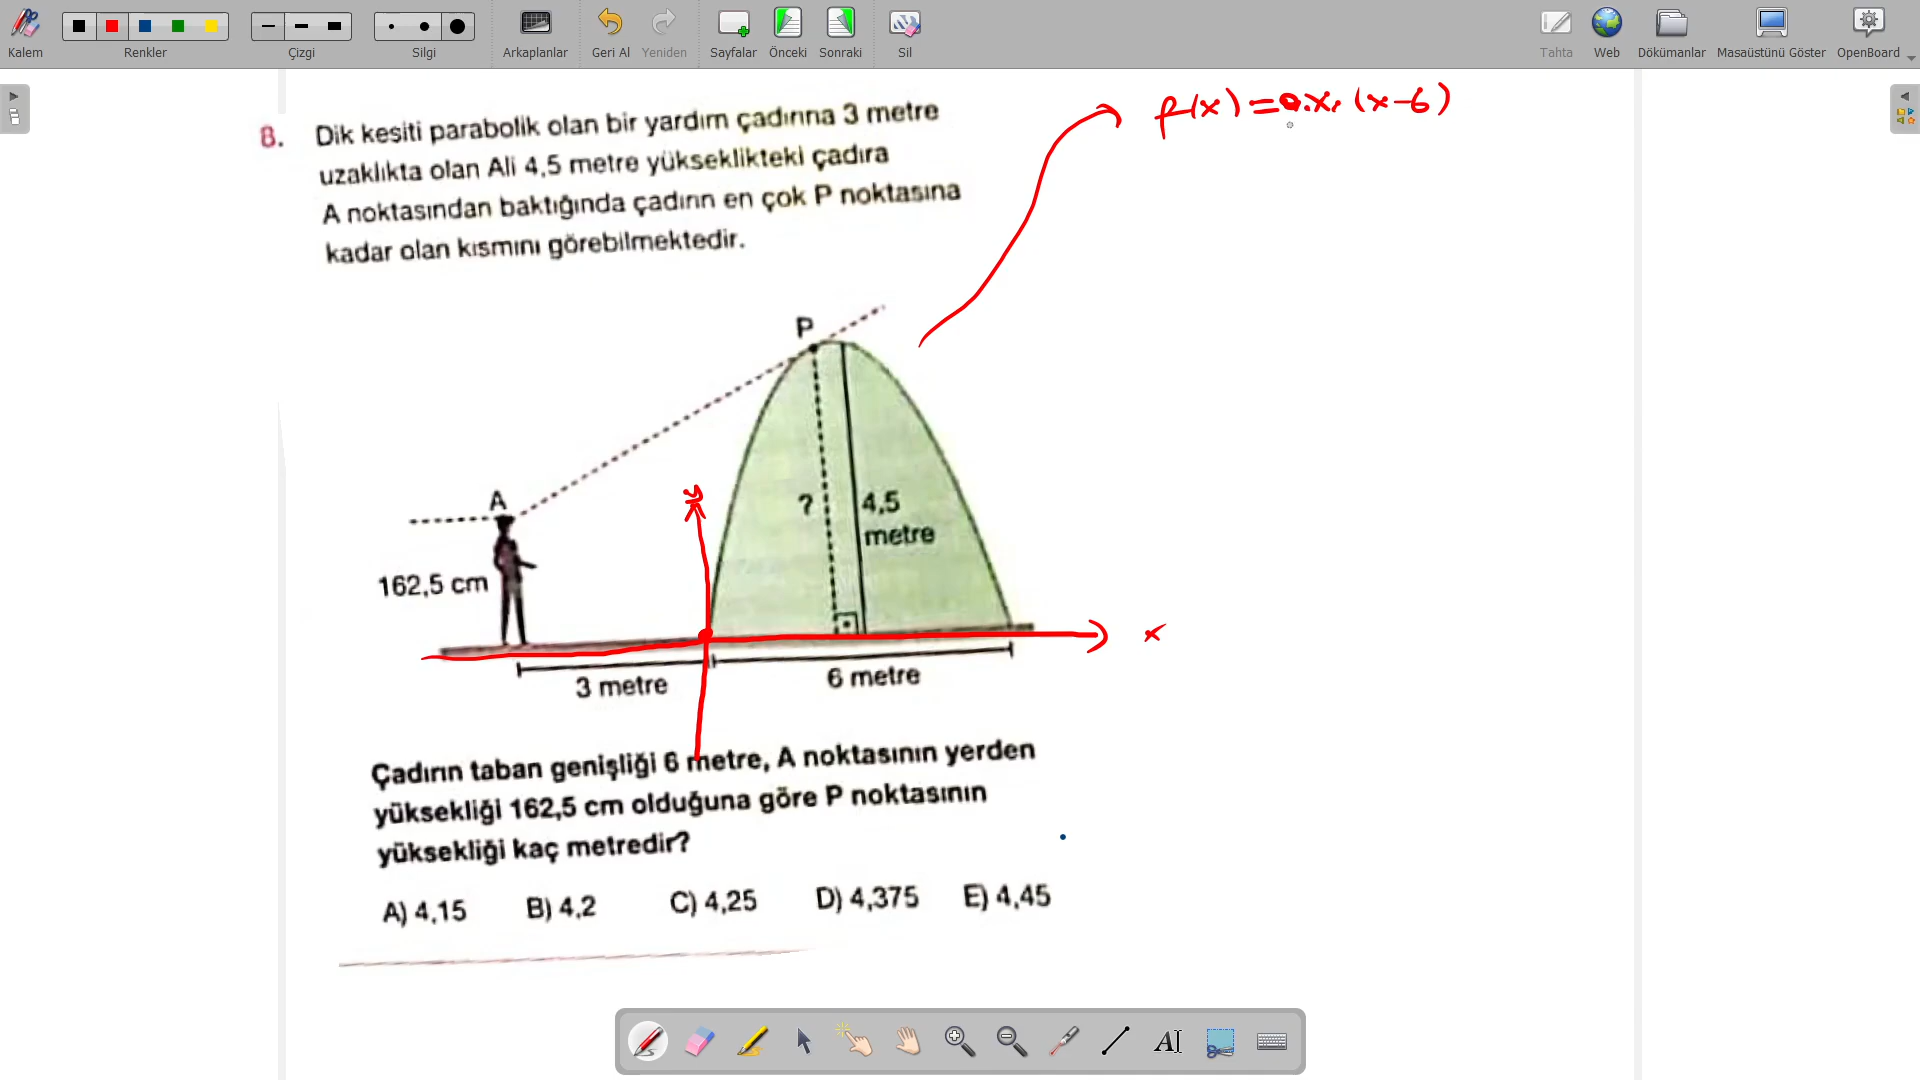 Kalem
Renkler
Çizgi
Silgi
Arkaplanlar
Geri Al
Yeniden
Sayfalar
Önceki
Sonraki
Sil
Tahta
Web
Dökümanlar
Masaüstünü Göster
OpenBoard
f(x)=a.x.(x-6)
8. Dik kesiti parabolik olan bir yardım çadırına 3 metre
uzaklıkta olan Ali 4,5 metre yükseklikteki çadıra
A noktasından baktığında çadırın en çok P noktasına
kadar olan kısmını görebilmektedir.
P
A
y
?
4,5
metre
162,5 cm
x
3 metre
6 metre
Çadırın taban genişliği 6 metre, A noktasının yerden
yüksekliği 162,5 cm olduğuna göre P noktasının
yüksekliği kaç metredir?
A) 4,15 B) 4,2 C) 4,25 D) 4,375 E) 4,45